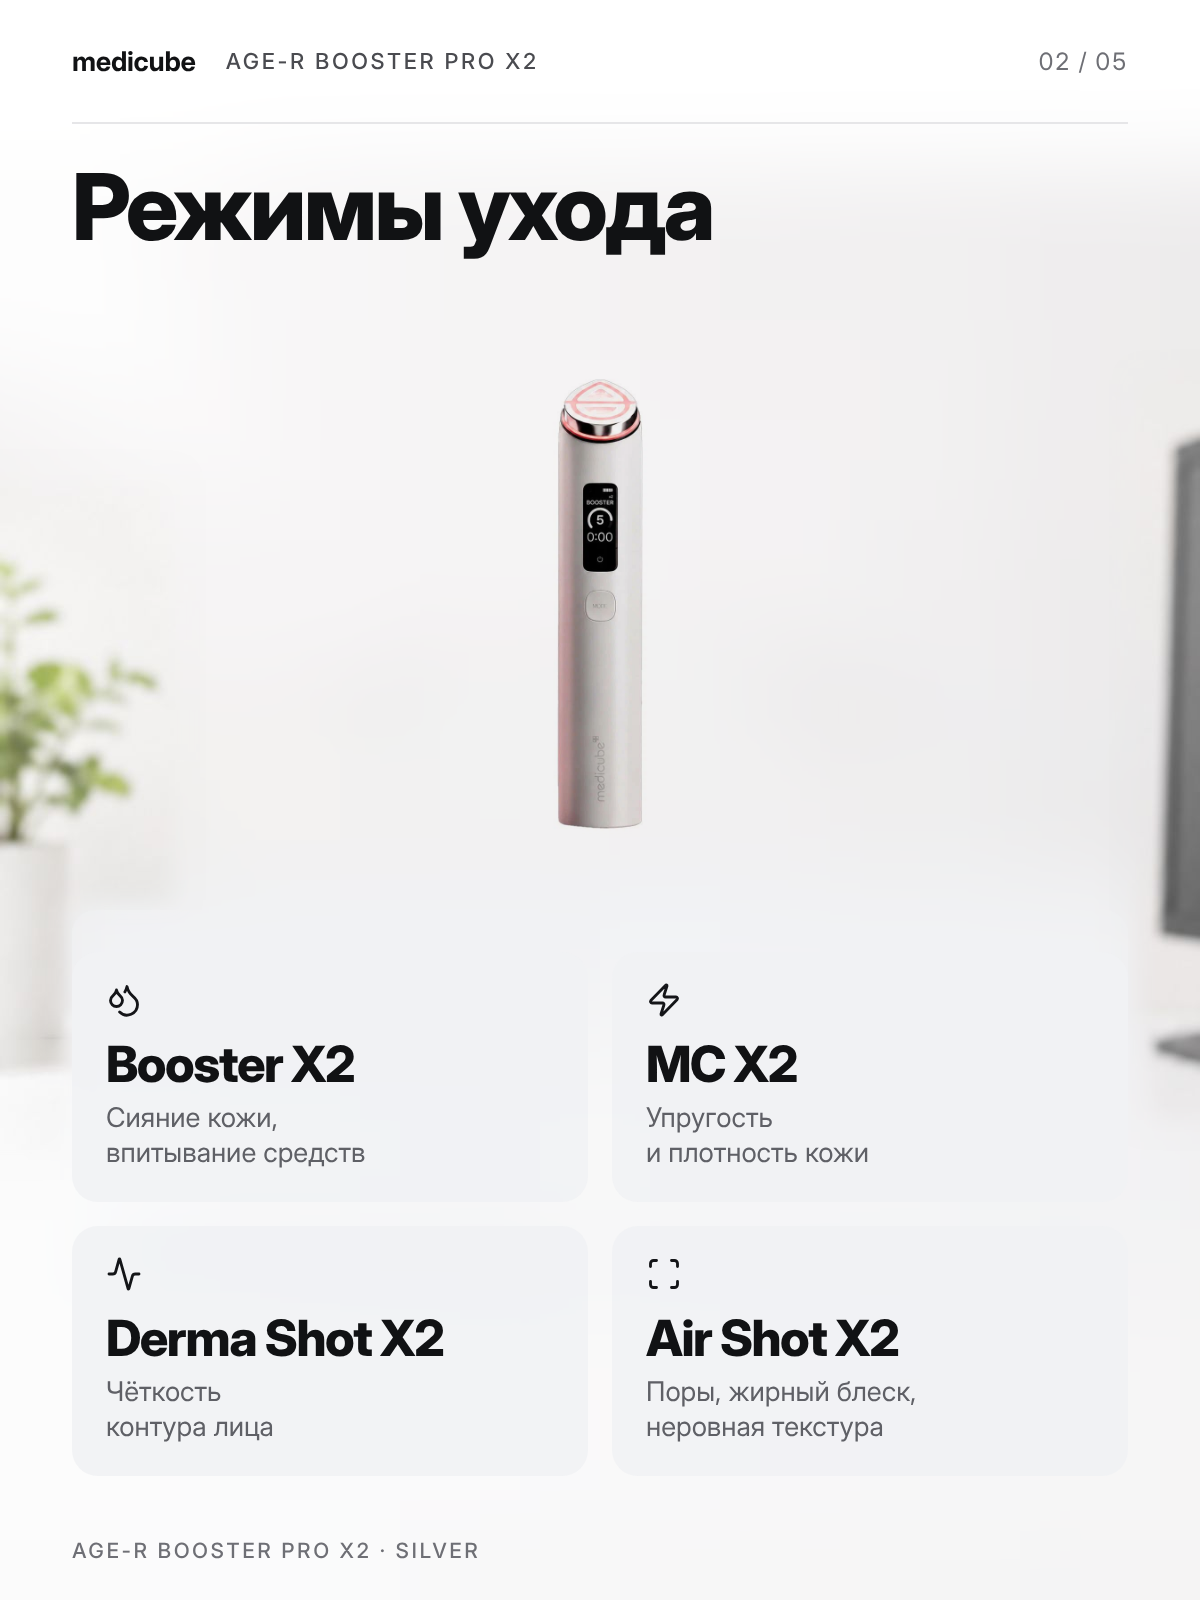 medicube AGE-R BOOSTER PRO X2 02 / 05
Режимы ухода
BOOSTER
5
0:00
medicube
Booster X2
Сияние кожи,
впитывание средств
MC X2
Упругость
и плотность кожи
Derma Shot X2
Чёткость
контура лица
Air Shot X2
Поры, жирный блеск,
неровная текстура
AGE-R BOOSTER PRO X2 · SILVER